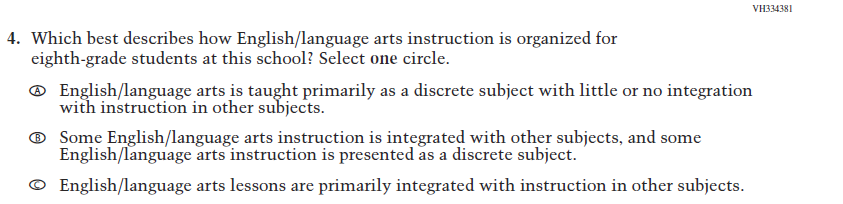 VH334381
4. Which best describes how English/language arts instruction is organized for
eighth-grade students at this school? Select one circle.
Ⓐ English/language arts is taught primarily as a discrete subject with little or no integration
with instruction in other subjects.
Ⓑ Some English/language arts instruction is integrated with other subjects, and some
English/language arts instruction is presented as a discrete subject.
Ⓒ English/language arts lessons are primarily integrated with instruction in other subjects.